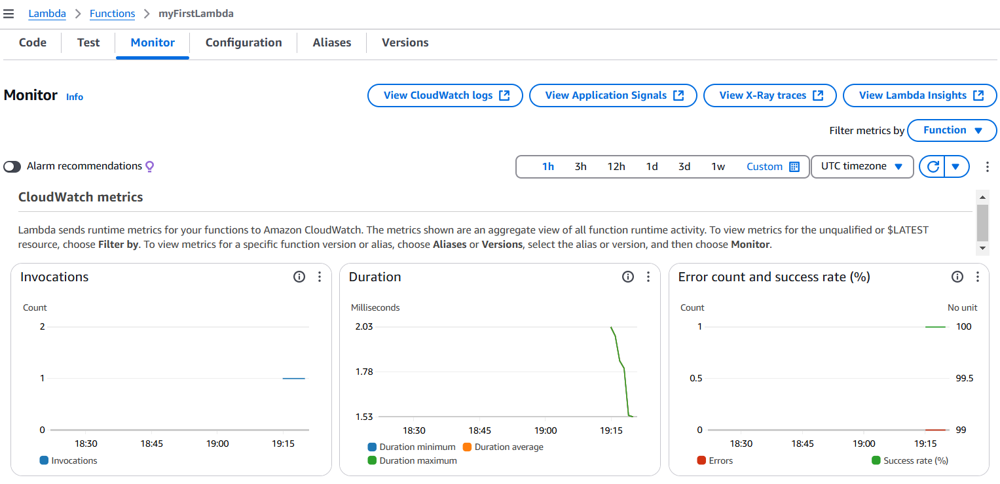 Lambda > Functions > myFirstLambda
Code Test Monitor Configuration Aliases Versions
Monitor Info
View CloudWatch logs View Application Signals View X-Ray traces View Lambda Insights
Filter metrics by Function
Alarm recommendations
1h 3h 12h 1d 3d 1w Custom UTC timezone
CloudWatch metrics
Lambda sends runtime metrics for your functions to Amazon CloudWatch. The metrics shown are an aggregate view of all function runtime activity. To view metrics for the unqualified or $LATEST
resource, choose Filter by. To view metrics for a specific function version or alias, choose Aliases or Versions, select the alias or version, and then choose Monitor.
Invocations
Count
2
1
0
18:30 18:45 19:00 19:15
Invocations
Duration
Milliseconds
2.03
1.78
1.53
18:30 18:45 19:00 19:15
Duration minimum Duration average
Duration maximum
Error count and success rate (%)
Count No unit
1 100
0.5 99.5
0 99
18:30 18:45 19:00 19:15
Errors Success rate (%)